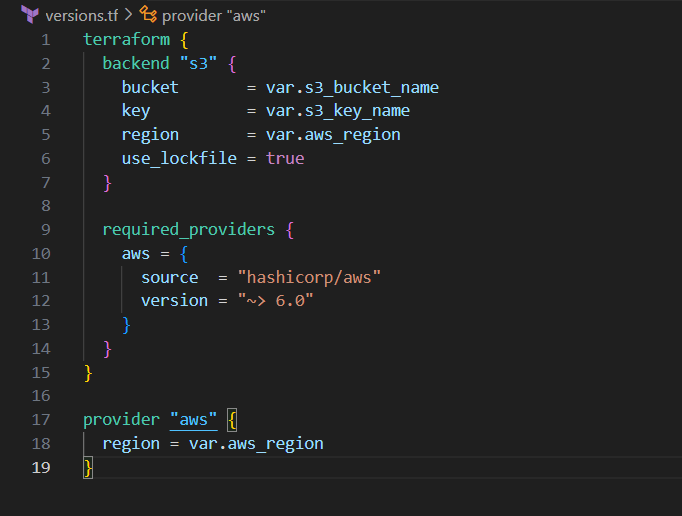 versions.tf > provider "aws"
1 terraform {
2   backend "s3" {
3     bucket       = var.s3_bucket_name
4     key          = var.s3_key_name
5     region       = var.aws_region
6     use_lockfile = true
7   }
8
9   required_providers {
10     aws = {
11       source  = "hashicorp/aws"
12       version = "~> 6.0"
13     }
14   }
15 }
16
17 provider "aws" {
18   region = var.aws_region
19 }